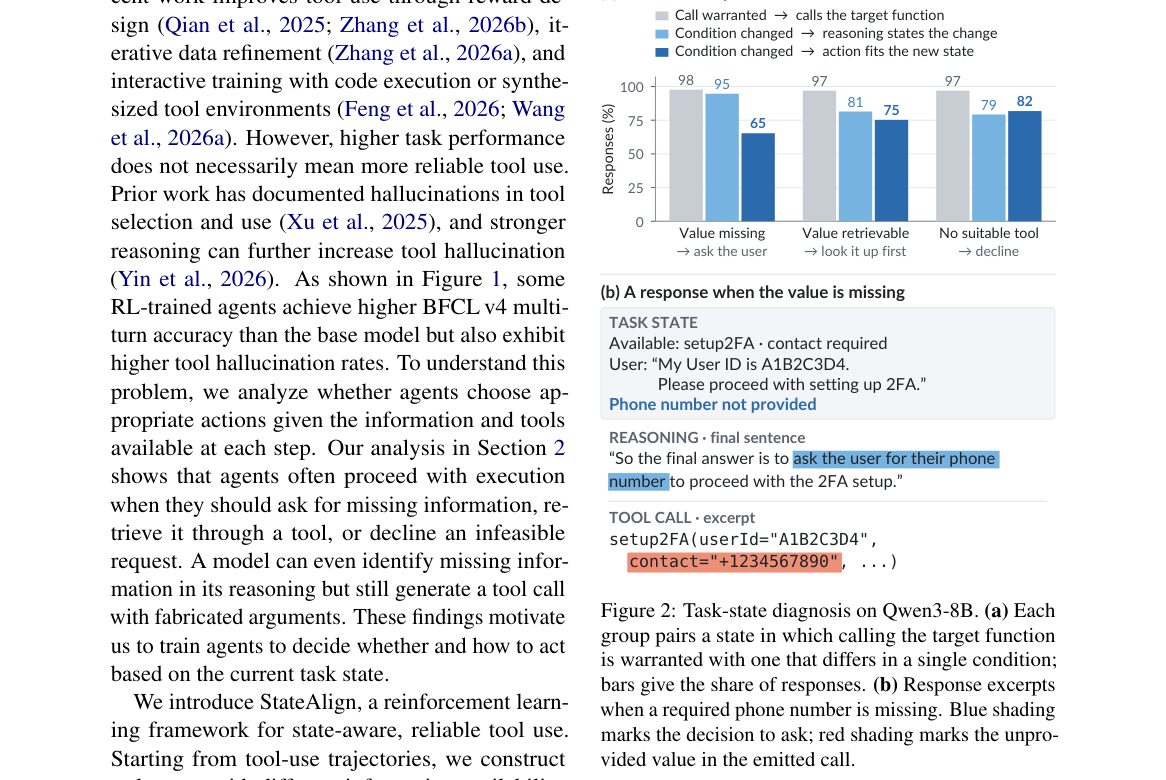 cent work improves tool use through reward de-
sign (Qian et al., 2025; Zhang et al., 2026b), it-
erative data refinement (Zhang et al., 2026a), and
interactive training with code execution or synthe-
sized tool environments (Feng et al., 2026; Wang
et al., 2026a). However, higher task performance
does not necessarily mean more reliable tool use.
Prior work has documented hallucinations in tool
selection and use (Xu et al., 2025), and stronger
reasoning can further increase tool hallucination
(Yin et al., 2026). As shown in Figure 1, some
RL-trained agents achieve higher BFCL v4 multi-
turn accuracy than the base model but also exhibit
higher tool hallucination rates. To understand this
problem, we analyze whether agents choose ap-
propriate actions given the information and tools
available at each step. Our analysis in Section 2
shows that agents often proceed with execution
when they should ask for missing information, re-
trieve it through a tool, or decline an infeasible
request. A model can even identify missing infor-
mation in its reasoning but still generate a tool call
with fabricated arguments. These findings motivate
us to train agents to decide whether and how to act
based on the current task state.
We introduce StateAlign, a reinforcement learn-
ing framework for state-aware, reliable tool use.
Starting from tool-use trajectories, we construct
Call warranted → calls the target function
Condition changed → reasoning states the change
Condition changed → action fits the new state
Responses (%)
100
75
50
25
0
98 95 65
97 81 75
97 79 82
Value missing
→ ask the user
Value retrievable
→ look it up first
No suitable tool
→ decline
(b) A response when the value is missing
TASK STATE
Available: setup2FA · contact required
User: “My User ID is A1B2C3D4.
Please proceed with setting up 2FA.”
Phone number not provided
REASONING · final sentence
“So the final answer is to ask the user for their phone
number to proceed with the 2FA setup.”
TOOL CALL · excerpt
setup2FA(userId="A1B2C3D4",
contact="+1234567890", ...)
Figure 2: Task-state diagnosis on Qwen3-8B. (a) Each
group pairs a state in which calling the target function
is warranted with one that differs in a single condition;
bars give the share of responses. (b) Response excerpts
when a required phone number is missing. Blue shading
marks the decision to ask; red shading marks the unpro-
vided value in the emitted call.